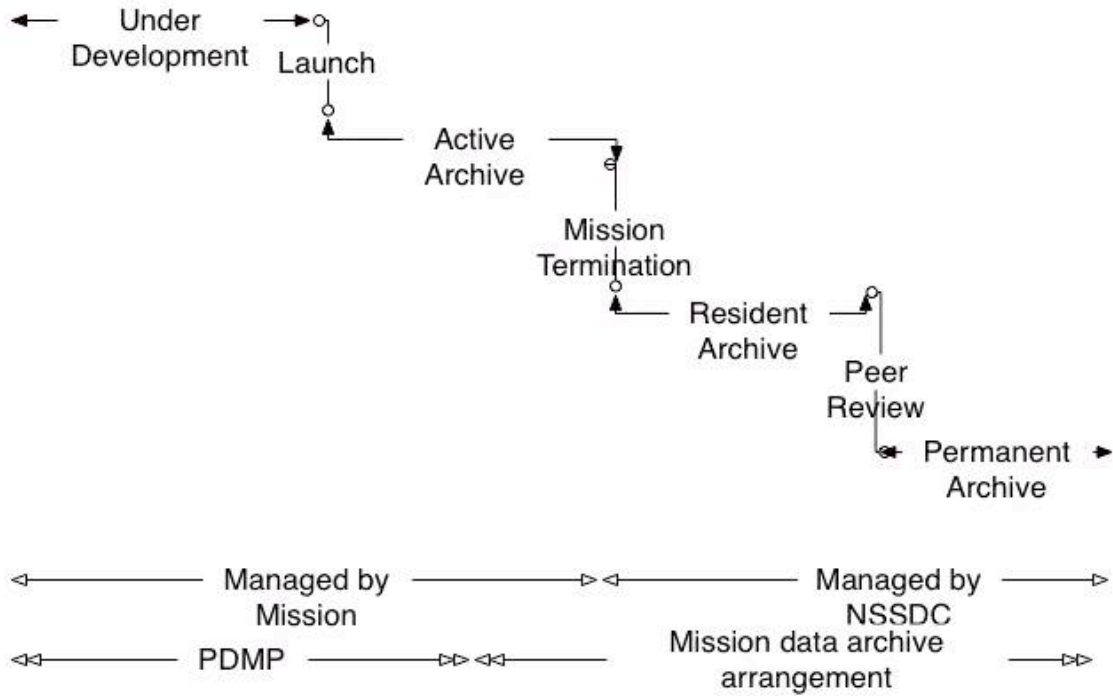 Under
Development
Launch
Active
Archive
Mission
Termination
Resident
Archive
Peer
Review
Permanent
Archive
Managed by
Mission
Managed by
NSSDC
PDMP
Mission data archive
arrangement